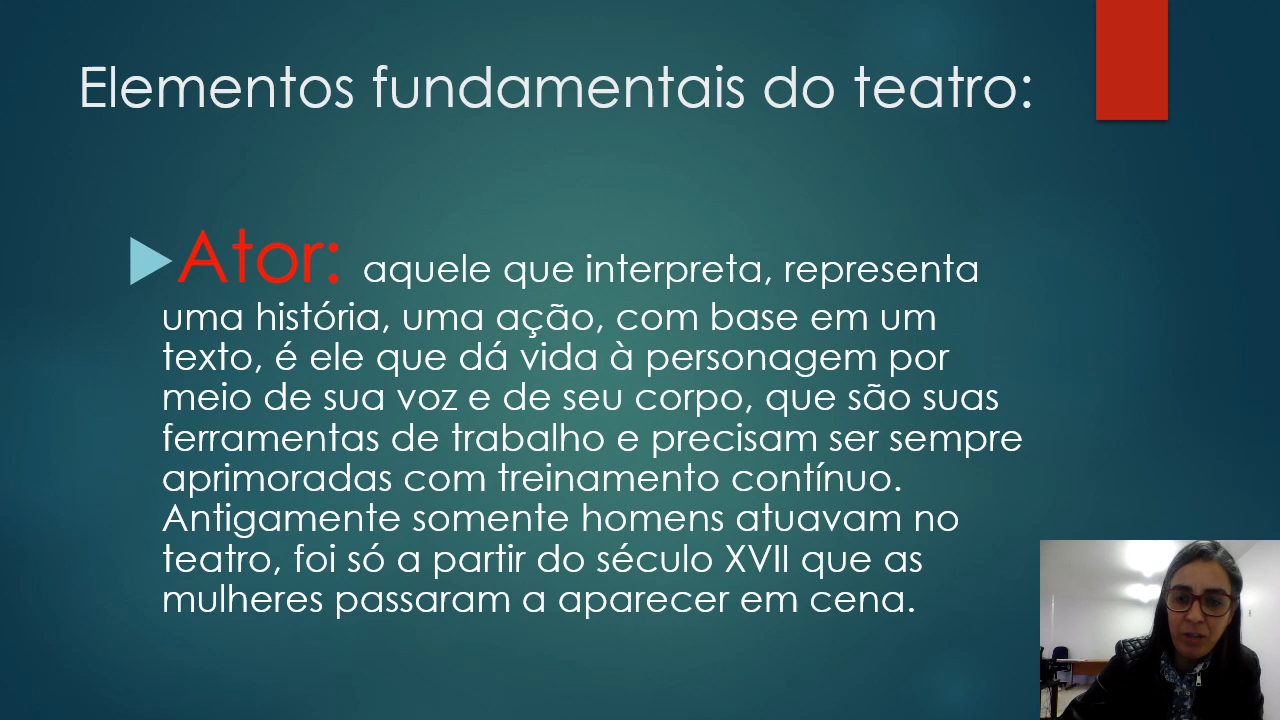 Elementos fundamentais do teatro:
Ator: aquele que interpreta, representa
uma história, uma ação, com base em um
texto, é ele que dá vida à personagem por
meio de sua voz e de seu corpo, que são suas
ferramentas de trabalho e precisam ser sempre
aprimoradas com treinamento contínuo.
Antigamente somente homens atuavam no
teatro, foi só a partir do século XVII que as
mulheres passaram a aparecer em cena.